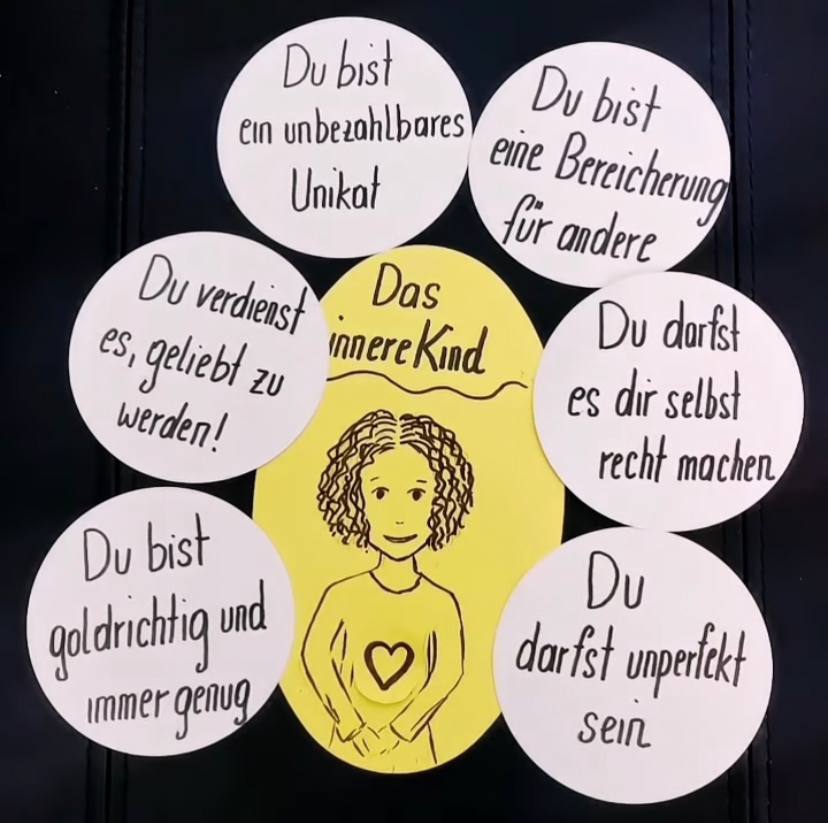 Du bist
ein unbezahlbares
Unikat
Du bist
eine Bereicherung
für andere
Das
innere Kind
Du verdienst
es, geliebt zu
werden!
Du darfst
es dir selbst
recht machen
Du bist
goldrichtig und
immer genug
Du
darfst unperfekt
sein